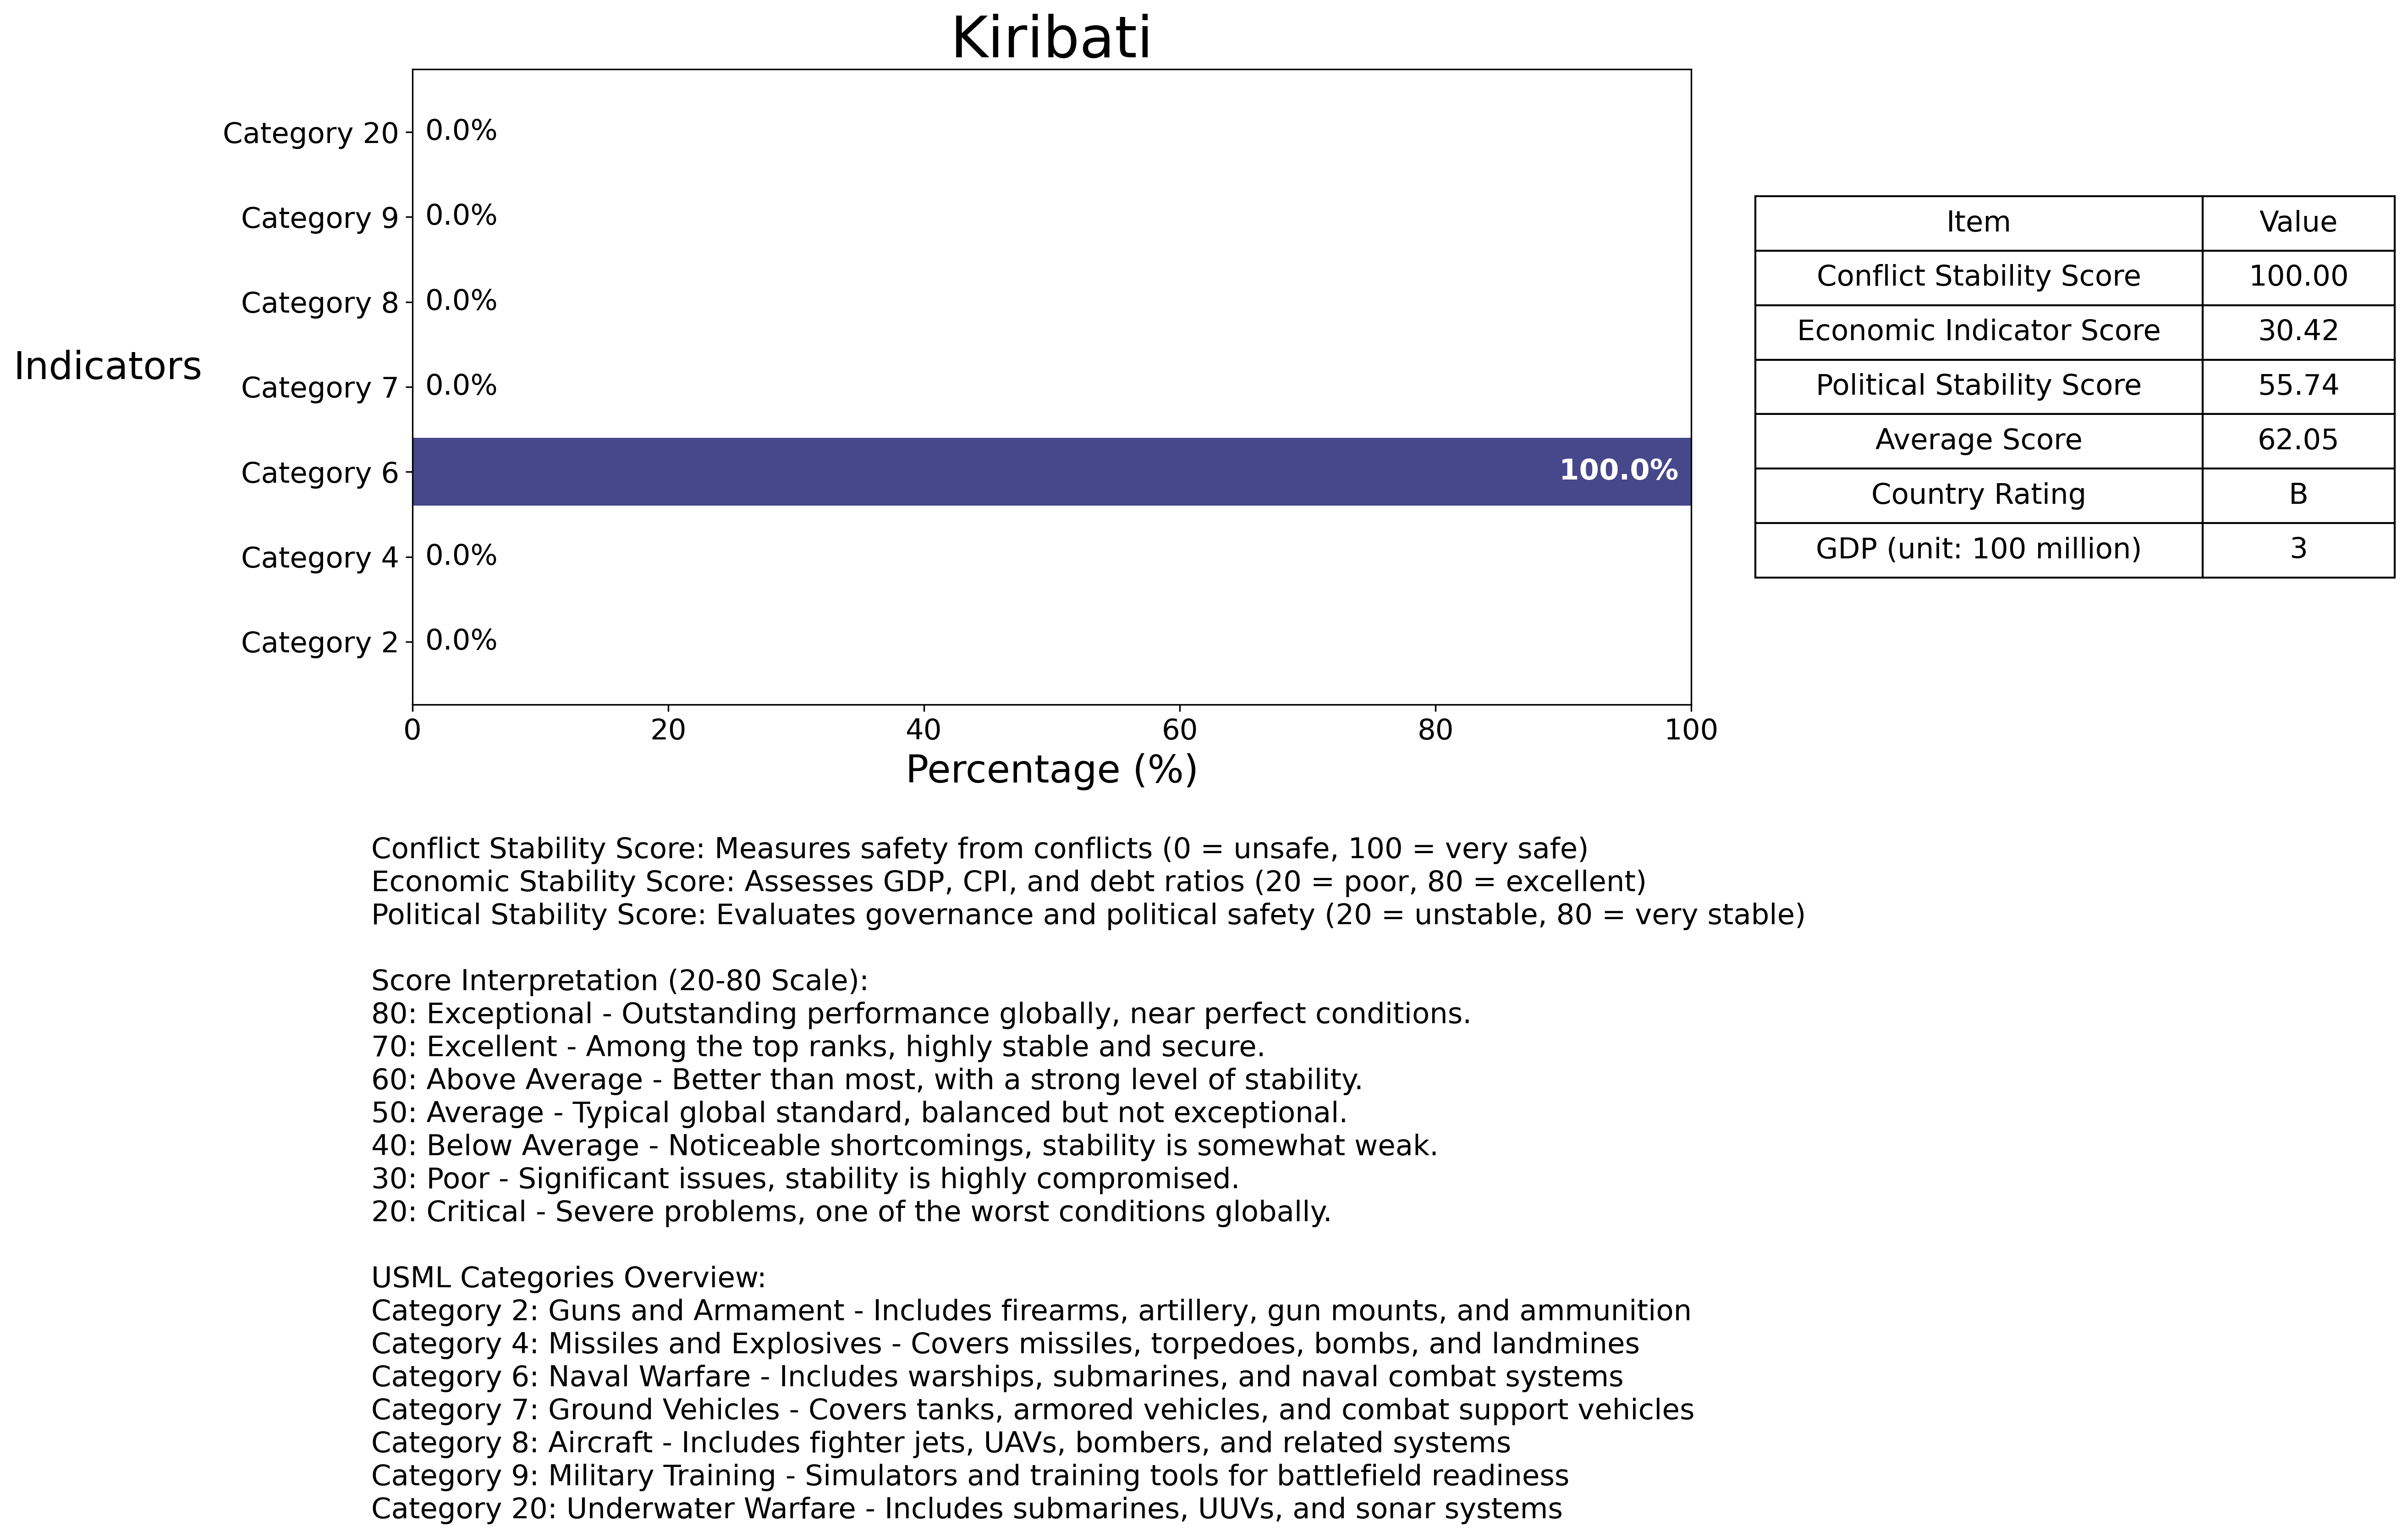 Kiribati
Indicators
Category 20 0.0%
Category 9 0.0%
Category 8 0.0%
Category 7 0.0%
Category 6 100.0%
Category 4 0.0%
Category 2 0.0%
0 20 40 60 80 100
Percentage (%)
Item Value
Conflict Stability Score 100.00
Economic Indicator Score 30.42
Political Stability Score 55.74
Average Score 62.05
Country Rating B
GDP (unit: 100 million) 3
Conflict Stability Score: Measures safety from conflicts (0 = unsafe, 100 = very safe)
Economic Stability Score: Assesses GDP, CPI, and debt ratios (20 = poor, 80 = excellent)
Political Stability Score: Evaluates governance and political safety (20 = unstable, 80 = very stable)
Score Interpretation (20-80 Scale):
80: Exceptional - Outstanding performance globally, near perfect conditions.
70: Excellent - Among the top ranks, highly stable and secure.
60: Above Average - Better than most, with a strong level of stability.
50: Average - Typical global standard, balanced but not exceptional.
40: Below Average - Noticeable shortcomings, stability is somewhat weak.
30: Poor - Significant issues, stability is highly compromised.
20: Critical - Severe problems, one of the worst conditions globally.
USML Categories Overview:
Category 2: Guns and Armament - Includes firearms, artillery, gun mounts, and ammunition
Category 4: Missiles and Explosives - Covers missiles, torpedoes, bombs, and landmines
Category 6: Naval Warfare - Includes warships, submarines, and naval combat systems
Category 7: Ground Vehicles - Covers tanks, armored vehicles, and combat support vehicles
Category 8: Aircraft - Includes fighter jets, UAVs, bombers, and related systems
Category 9: Military Training - Simulators and training tools for battlefield readiness
Category 20: Underwater Warfare - Includes submarines, UUVs, and sonar systems